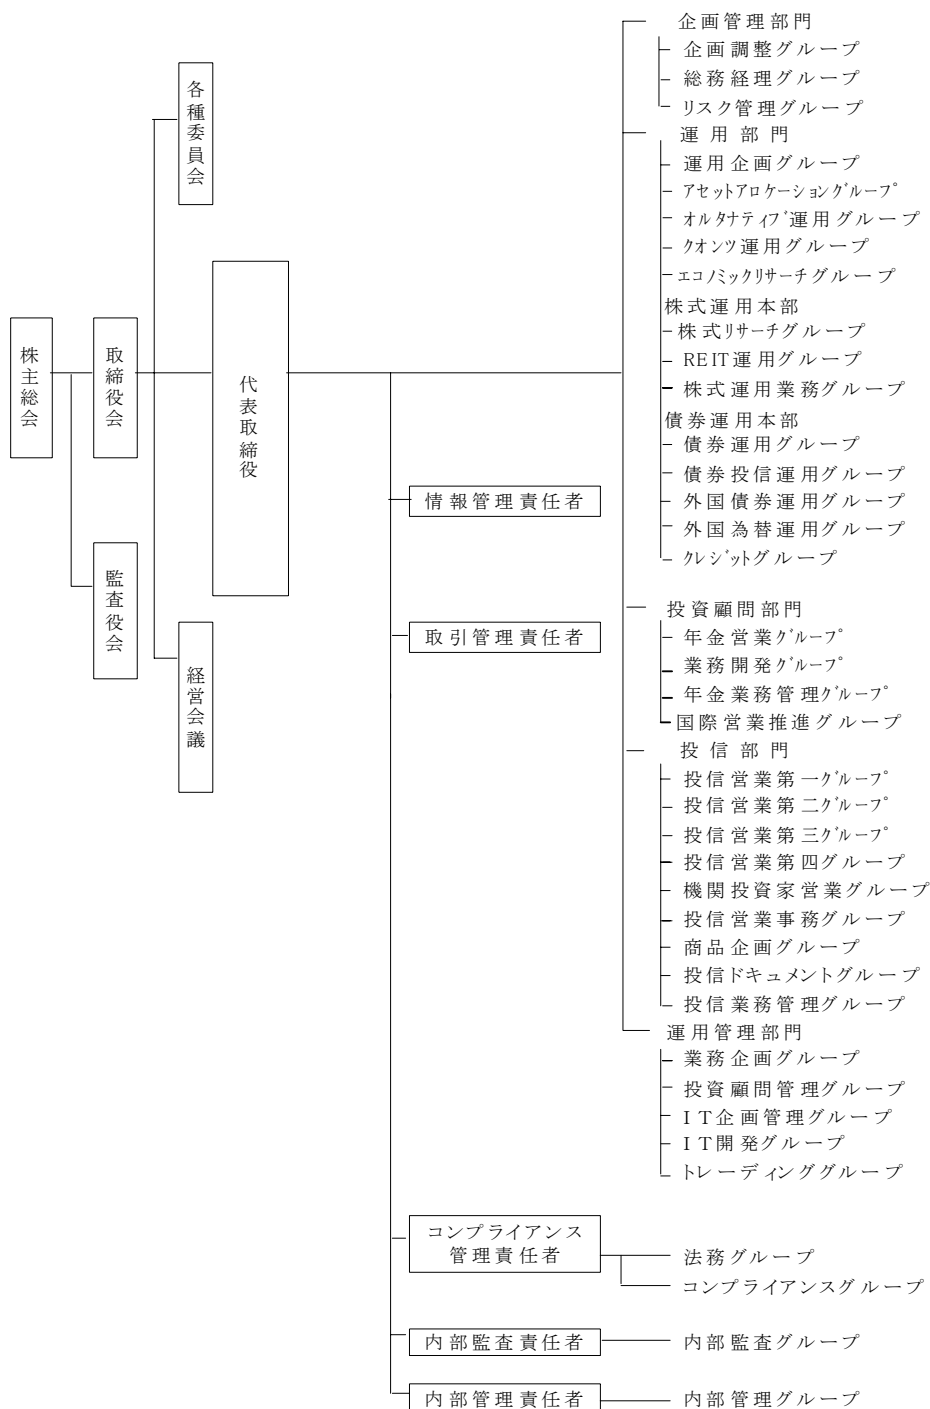 株主総会
取締役会
監査役会
各種委員会
経営会議
代表取締役
情報管理責任者
取引管理責任者
コンプライアンス
管理責任者
内部監査責任者
内部管理責任者
企画管理部門
企画調整グループ
総務経理グループ
リスク管理グループ
運用部門
運用企画グループ
アセットアロケーショングループ
オルタナティブ運用グループ
クオンツ運用グループ
エコノミックリサーチグループ
株式運用本部
株式リサーチグループ
REIT運用グループ
株式運用業務グループ
債券運用本部
債券運用グループ
債券投信運用グループ
外国債券運用グループ
外国為替運用グループ
クレジットグループ
投資顧問部門
年金営業グループ
業務開発グループ
年金業務管理グループ
国際営業推進グループ
投信部門
投信営業第一グループ
投信営業第二グループ
投信営業第三グループ
投信営業第四グループ
機関投資家営業グループ
投信営業事務グループ
商品企画グループ
投信ドキュメントグループ
投信業務管理グループ
運用管理部門
業務企画グループ
投資顧問管理グループ
IT企画管理グループ
IT開発グループ
トレーディンググループ
法務グループ
コンプライアンスグループ
内部監査グループ
内部管理グループ